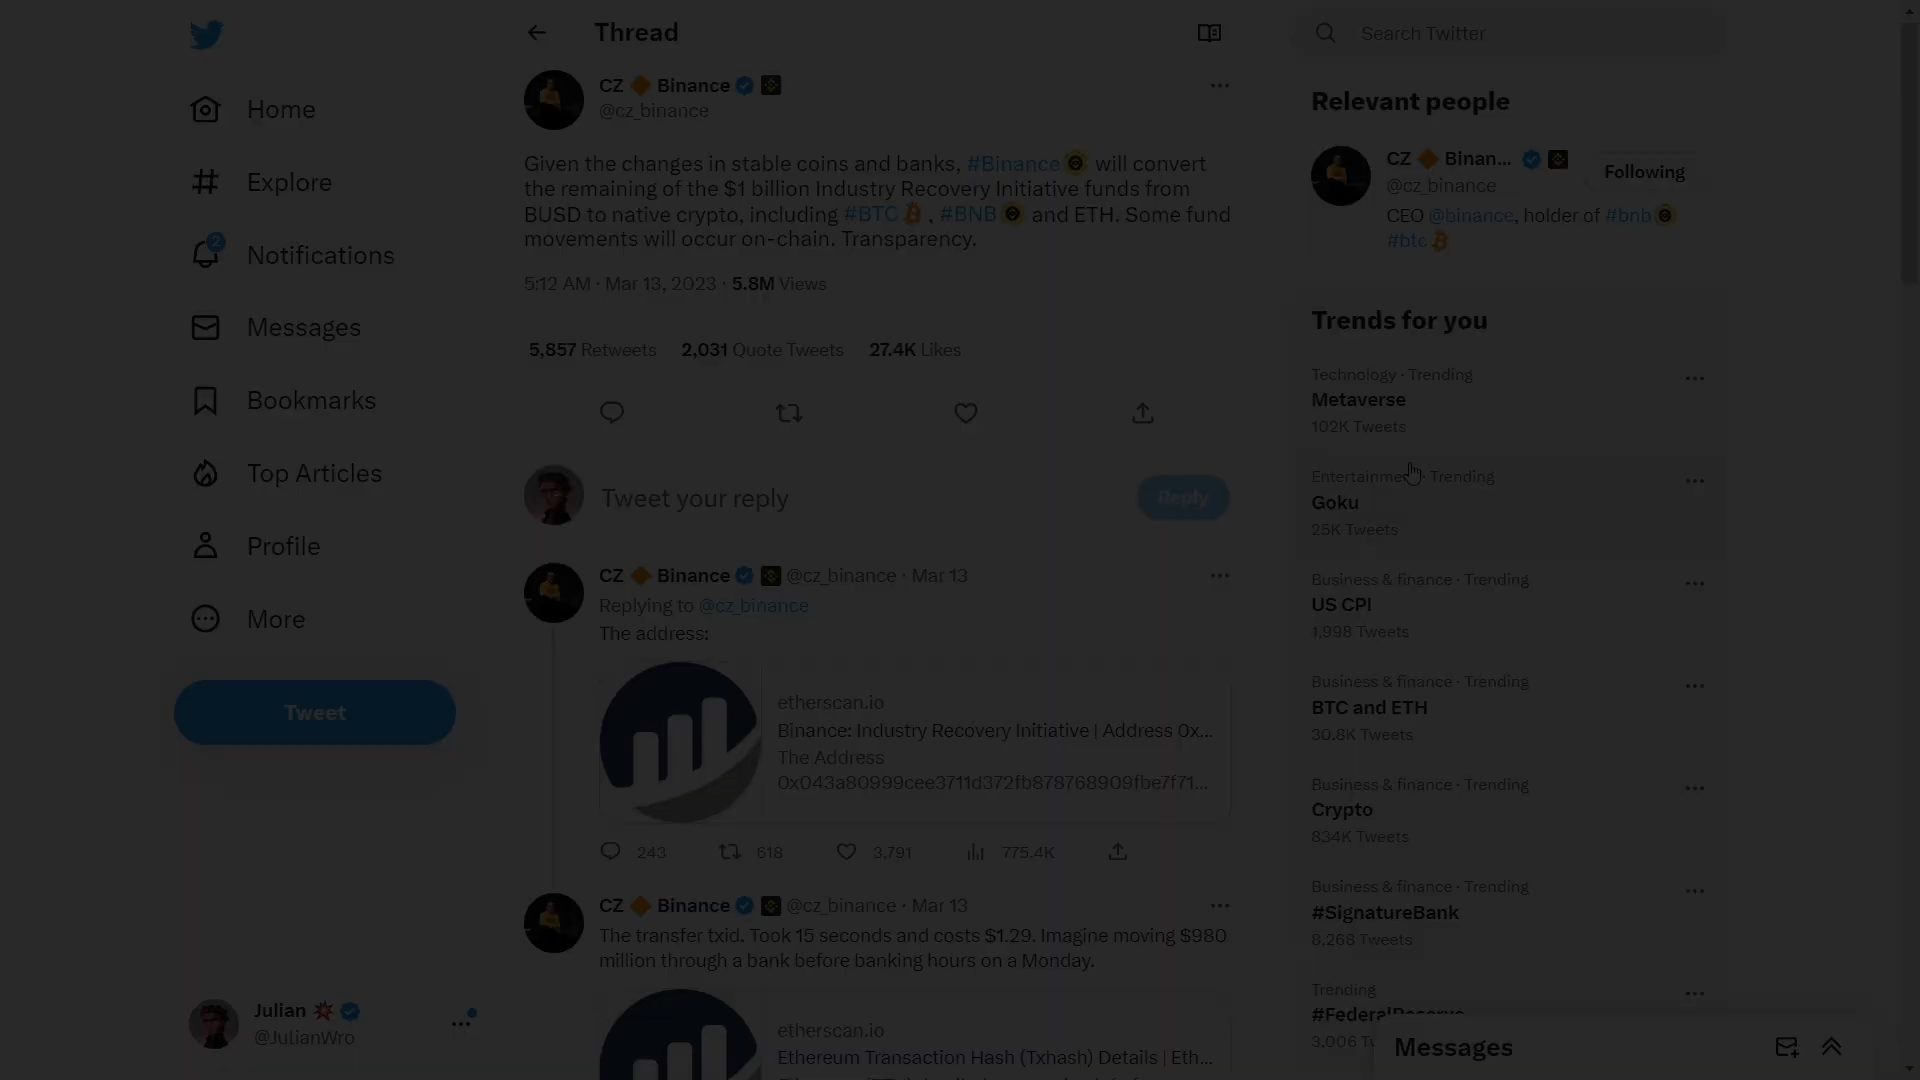 Home
Explore
2
Notifications
Messages
Bookmarks
Top Articles
Profile
More
Tweet
Julian
@JulianWro
Thread
CZ Binance
@cz_binance
Given the changes in stable coins and banks, #Binance will convert
the remaining of the $1 billion Industry Recovery Initiative funds from
BUSD to native crypto, including #BTC , #BNB and ETH. Some fund
movements will occur on-chain. Transparency.
5:12 AM · Mar 13, 2023 · 5.8M Views
5,857 Retweets 2,031 Quote Tweets 27.4K Likes
Tweet your reply
Reply
CZ Binance @cz_binance · Mar 13
Replying to @cz_binance
The address:
etherscan.io
Binance: Industry Recovery Initiative | Address 0x...
The Address
0x043a80999cee3711d372fb878768909fbe7f71...
243 618 3,791 775.4K
CZ Binance @cz_binance · Mar 13
The transfer txid. Took 15 seconds and costs $1.29. Imagine moving $980
million through a bank before banking hours on a Monday.
etherscan.io
Ethereum Transaction Hash (Txhash) Details | Eth...
Search Twitter
Relevant people
CZ Binan...
@cz_binance
Following
CEO @binance, holder of #bnb
#btc
Trends for you
Technology · Trending
Metaverse
102K Tweets
Entertainment · Trending
Goku
25K Tweets
Business & finance · Trending
US CPI
1,998 Tweets
Business & finance · Trending
BTC and ETH
30.8K Tweets
Business & finance · Trending
Crypto
834K Tweets
Business & finance · Trending
#SignatureBank
8,268 Tweets
Trending
#FederalReserve
3,006
Messages